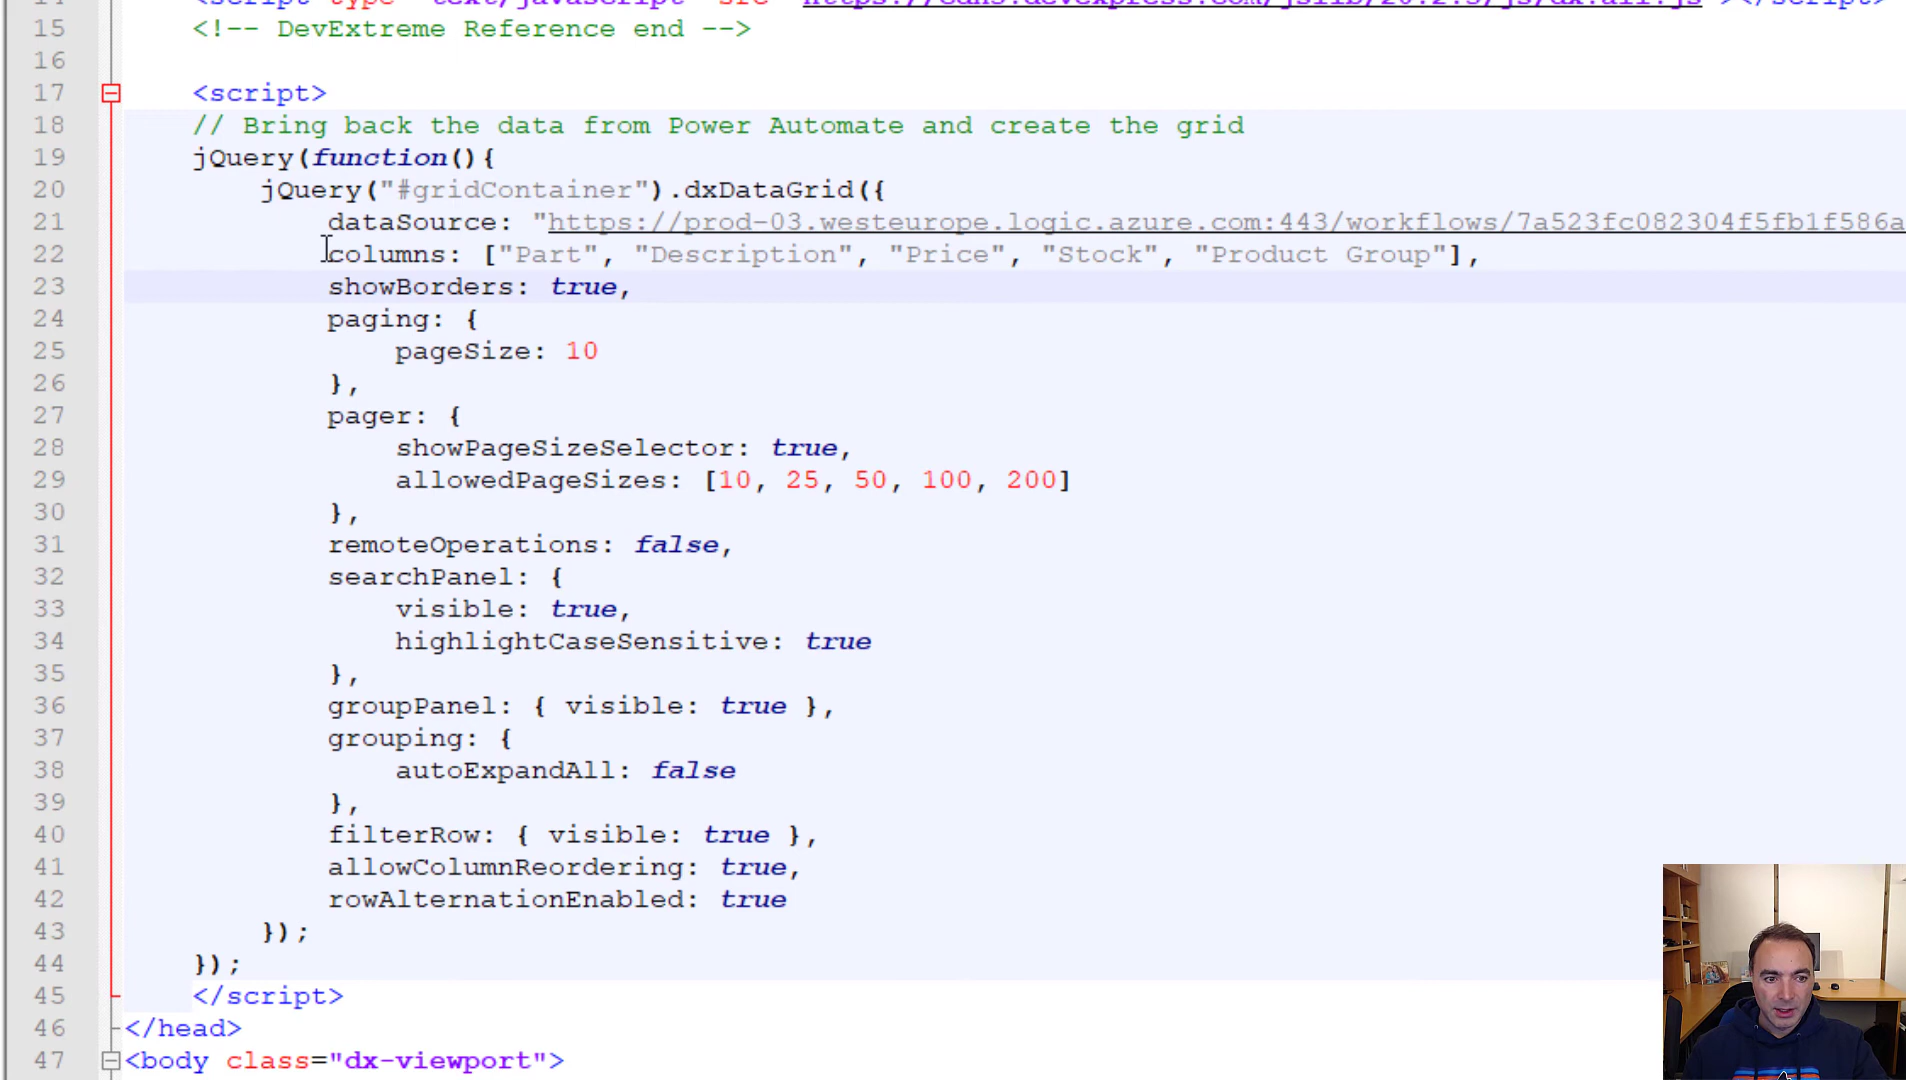 15 <!-- DevExtreme Reference end -->
16
17 <script>
18 // Bring back the data from Power Automate and create the grid
19 jQuery(function(){
20 jQuery("#gridContainer").dxDataGrid({
21 dataSource: "https://prod-03.westeurope.logic.azure.com:443/workflows/7a523fc082304f5fb1f586a
22 columns: ["Part", "Description", "Price", "Stock", "Product Group"],
23 showBorders: true,
24 paging: {
25 pageSize: 10
26 },
27 pager: {
28 showPageSizeSelector: true,
29 allowedPageSizes: [10, 25, 50, 100, 200]
30 },
31 remoteOperations: false,
32 searchPanel: {
33 visible: true,
34 highlightCaseSensitive: true
35 },
36 groupPanel: { visible: true },
37 grouping: {
38 autoExpandAll: false
39 },
40 filterRow: { visible: true },
41 allowColumnReordering: true,
42 rowAlternationEnabled: true
43 });
44 });
45 </script>
46 </head>
47 <body class="dx-viewport">